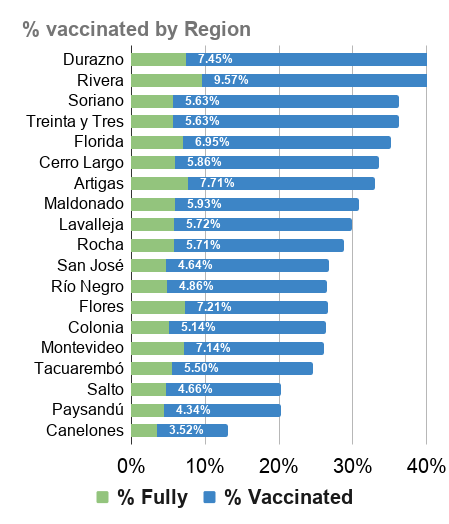 % vaccinated by Region
Durazno 7.45%
Rivera 9.57%
Soriano 5.63%
Treinta y Tres 5.63%
Florida 6.95%
Cerro Largo 5.86%
Artigas 7.71%
Maldonado 5.93%
Lavalleja 5.72%
Rocha 5.71%
San José 4.64%
Río Negro 4.86%
Flores 7.21%
Colonia 5.14%
Montevideo 7.14%
Tacuarembó 5.50%
Salto 4.66%
Paysandú 4.34%
Canelones 3.52%
0% 10% 20% 30% 40%
% Fully % Vaccinated